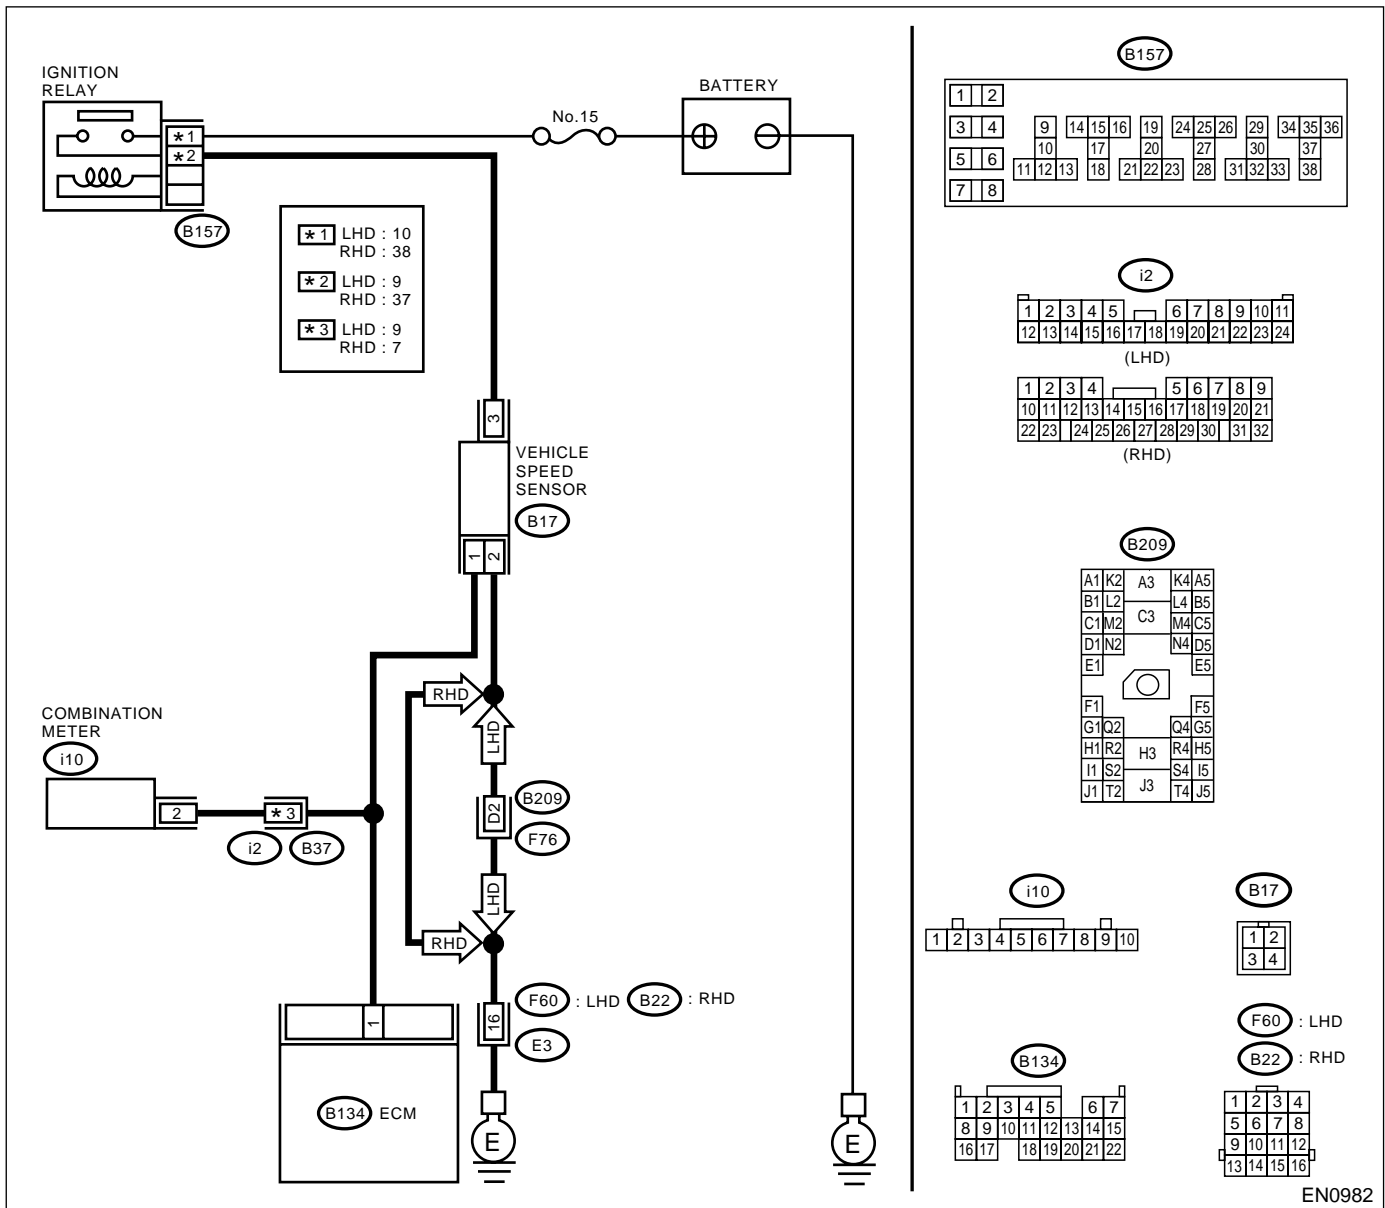 IGNITION
RELAY
*1
*2
B157
No.15
BATTERY
*1 LHD : 10
RHD : 38
*2 LHD : 9
RHD : 37
*3 LHD : 9
RHD : 7
3
VEHICLE
SPEED
SENSOR
B17
1 2
RHD
LHD
COMBINATION
METER
i10
2
*3
i2 B37
B209
D2
F76
LHD
RHD
F60 : LHD B22 : RHD
16
E3
1
B134 ECM
E
E
B157
1 2
3 4 9 14 15 16 19 24 25 26 29 34 35 36
10 17 20 27 30 37
5 6 11 12 13 18 21 22 23 28 31 32 33 38
7 8
i2
1 2 3 4 5 6 7 8 9 10 11
12 13 14 15 16 17 18 19 20 21 22 23 24
(LHD)
1 2 3 4 5 6 7 8 9
10 11 12 13 14 15 16 17 18 19 20 21
22 23 24 25 26 27 28 29 30 31 32
(RHD)
B209
A1 K2 A3 K4 A5
B1 L2 L4 B5
C1 M2 C3 M4 C5
D1 N2 N4 D5
E1 E5
F1 F5
G1 Q2 Q4 G5
H1 R2 H3 R4 H5
I1 S2 S4 I5
J1 T2 J3 T4 J5
i10
1 2 3 4 5 6 7 8 9 10
B17
1 2
3 4
B134
1 2 3 4 5 6 7
8 9 10 11 12 13 14 15
16 17 18 19 20 21 22
F60 : LHD
B22 : RHD
1 2 3 4
5 6 7 8
9 10 11 12
13 14 15 16
EN0982